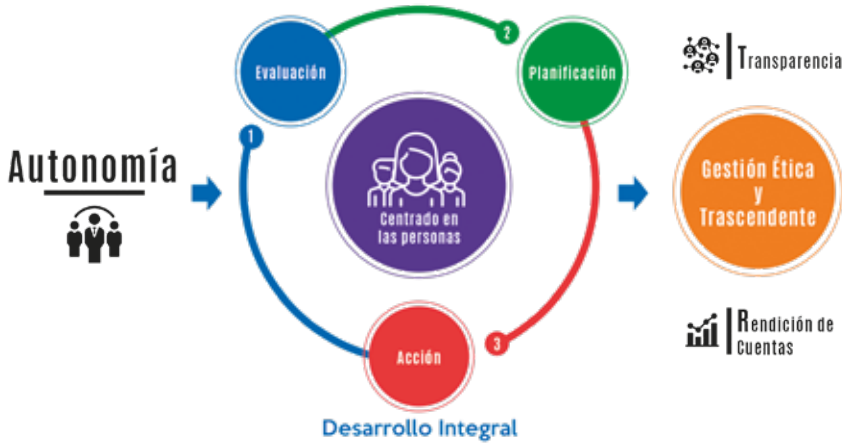 Autonomía
1
Evaluación
2
Planificación
Centrado en
las personas
3
Acción
Desarrollo Integral
Transparencia
Gestión Ética
y
Trascendente
Rendición de
Cuentas